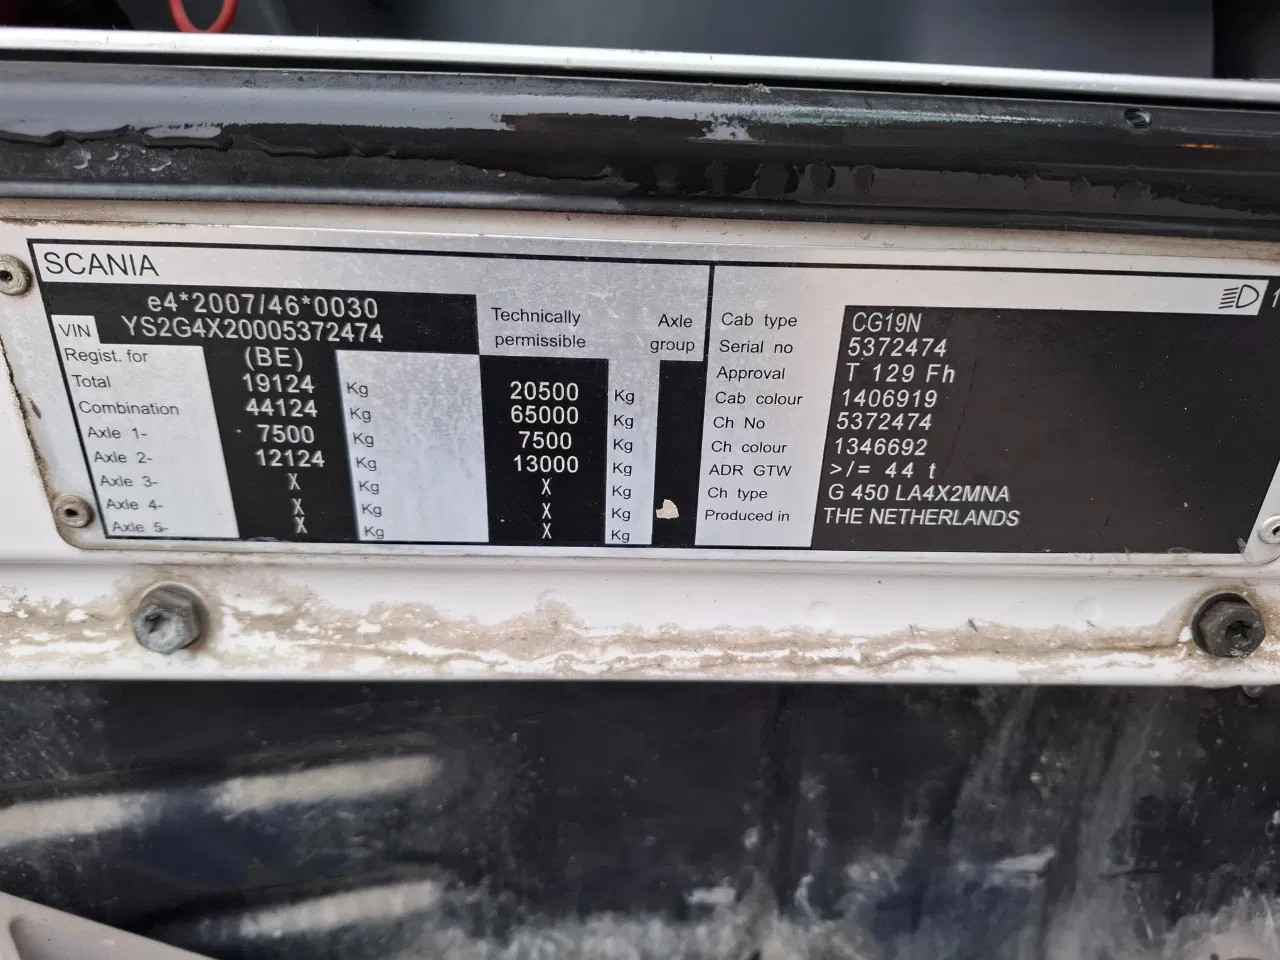 SCANIA
e4*2007/46*0030
VIN YS2G4X20005372474
Regist. for (BE)
Total 19124 Kg 20500 Kg
Combination 44124 Kg 65000 Kg
Axle 1- 7500 Kg 7500 Kg
Axle 2- 12124 Kg 13000 Kg
Axle 3- X Kg X Kg
Axle 4- X Kg X Kg
Axle 5- X Kg X Kg
Technically
permissible
Axle
group
Cab type CG19N
Serial no 5372474
Approval T 129 Fh
Cab colour 1406919
Ch No 5372474
Ch colour 1346692
ADR GTW >/= 44 t
Ch type G 450 LA4X2MNA
Produced in THE NETHERLANDS